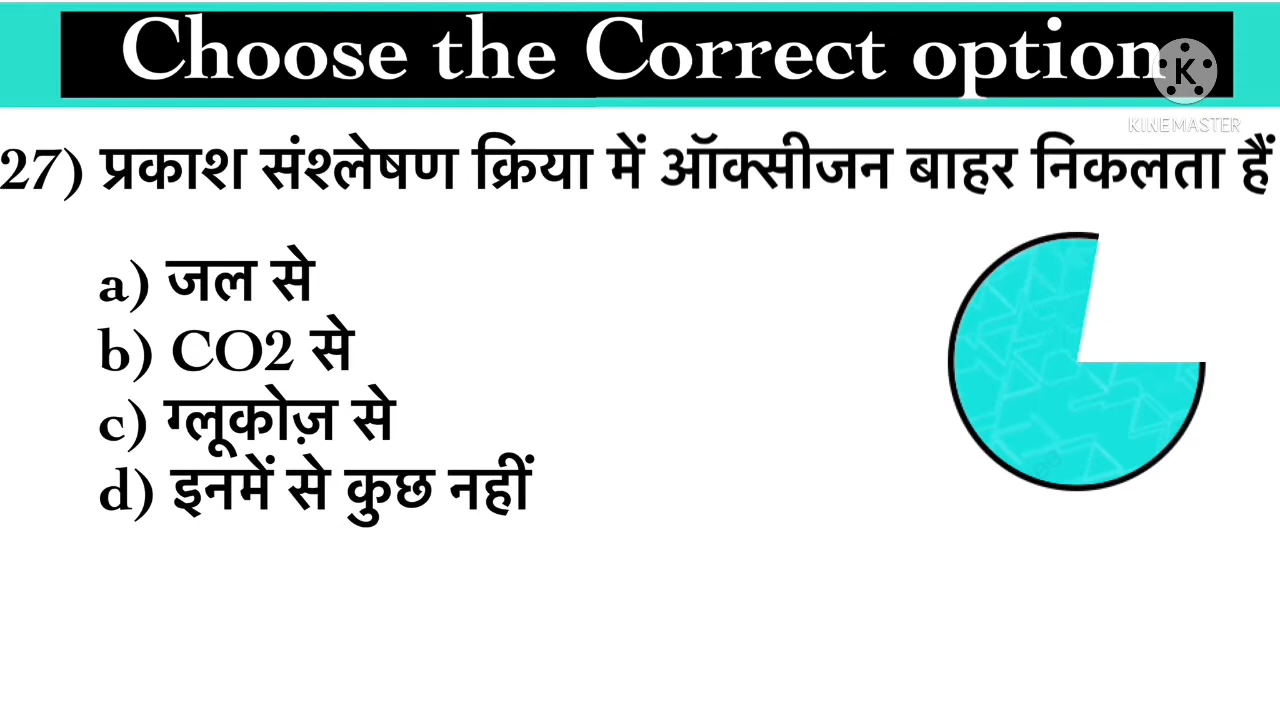 Choose the Correct option
K
KINEMASTER
27) प्रकाश संश्लेषण क्रिया में ऑक्सीजन बाहर निकलता हैं
a) जल से
b) CO2 से
c) ग्लूकोज़ से
d) इनमें से कुछ नहीं